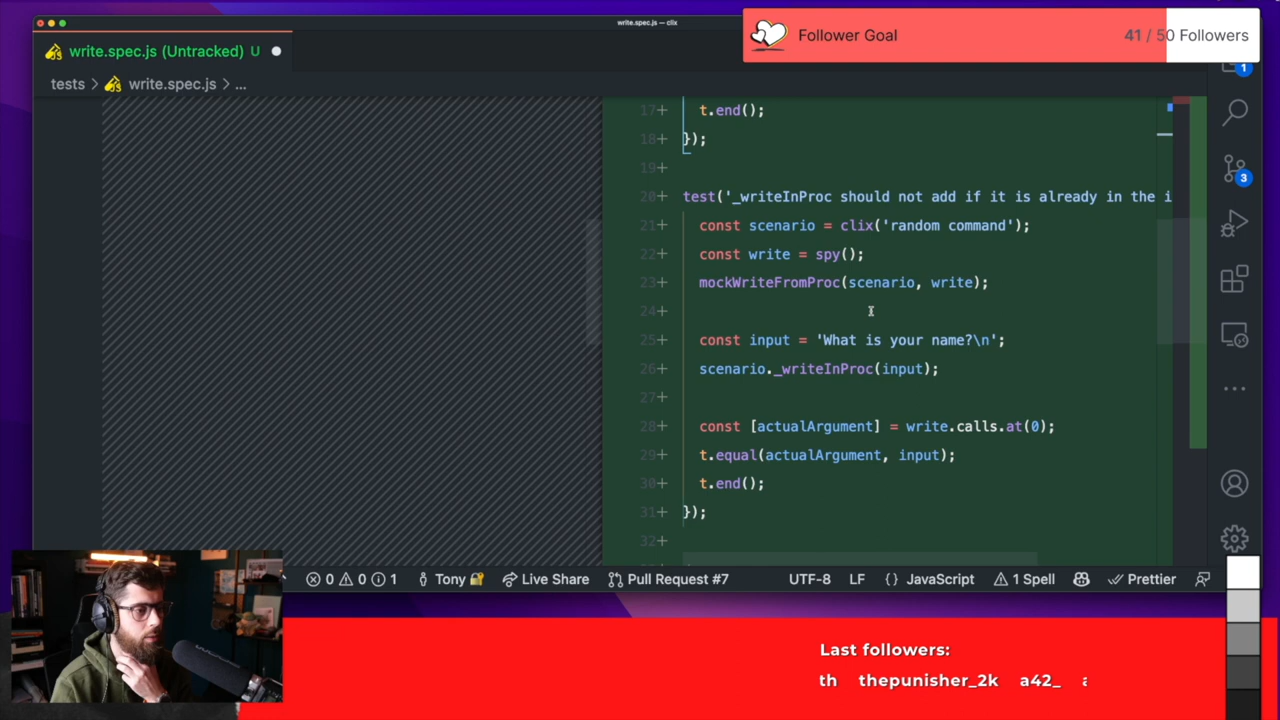 write.spec.js — clix
Follower Goal
41 / 50 Followers
write.spec.js (Untracked) U
tests > write.spec.js > ...
1
3
17+ t.end();
18+ });
19+
20+ test('_writeInProc should not add if it is already in the i
21+ const scenario = clix('random command');
22+ const write = spy();
23+ mockWriteFromProc(scenario, write);
24+
25+ const input = 'What is your name?\n';
26+ scenario._writeInProc(input);
27+
28+ const [actualArgument] = write.calls.at(0);
29+ t.equal(actualArgument, input);
30+ t.end();
31+ });
32+
0 0 1 Tony Live Share Pull Request #7 UTF-8 LF {} JavaScript 1 Spell Prettier
Last followers:
th thepunisher_2k a42_